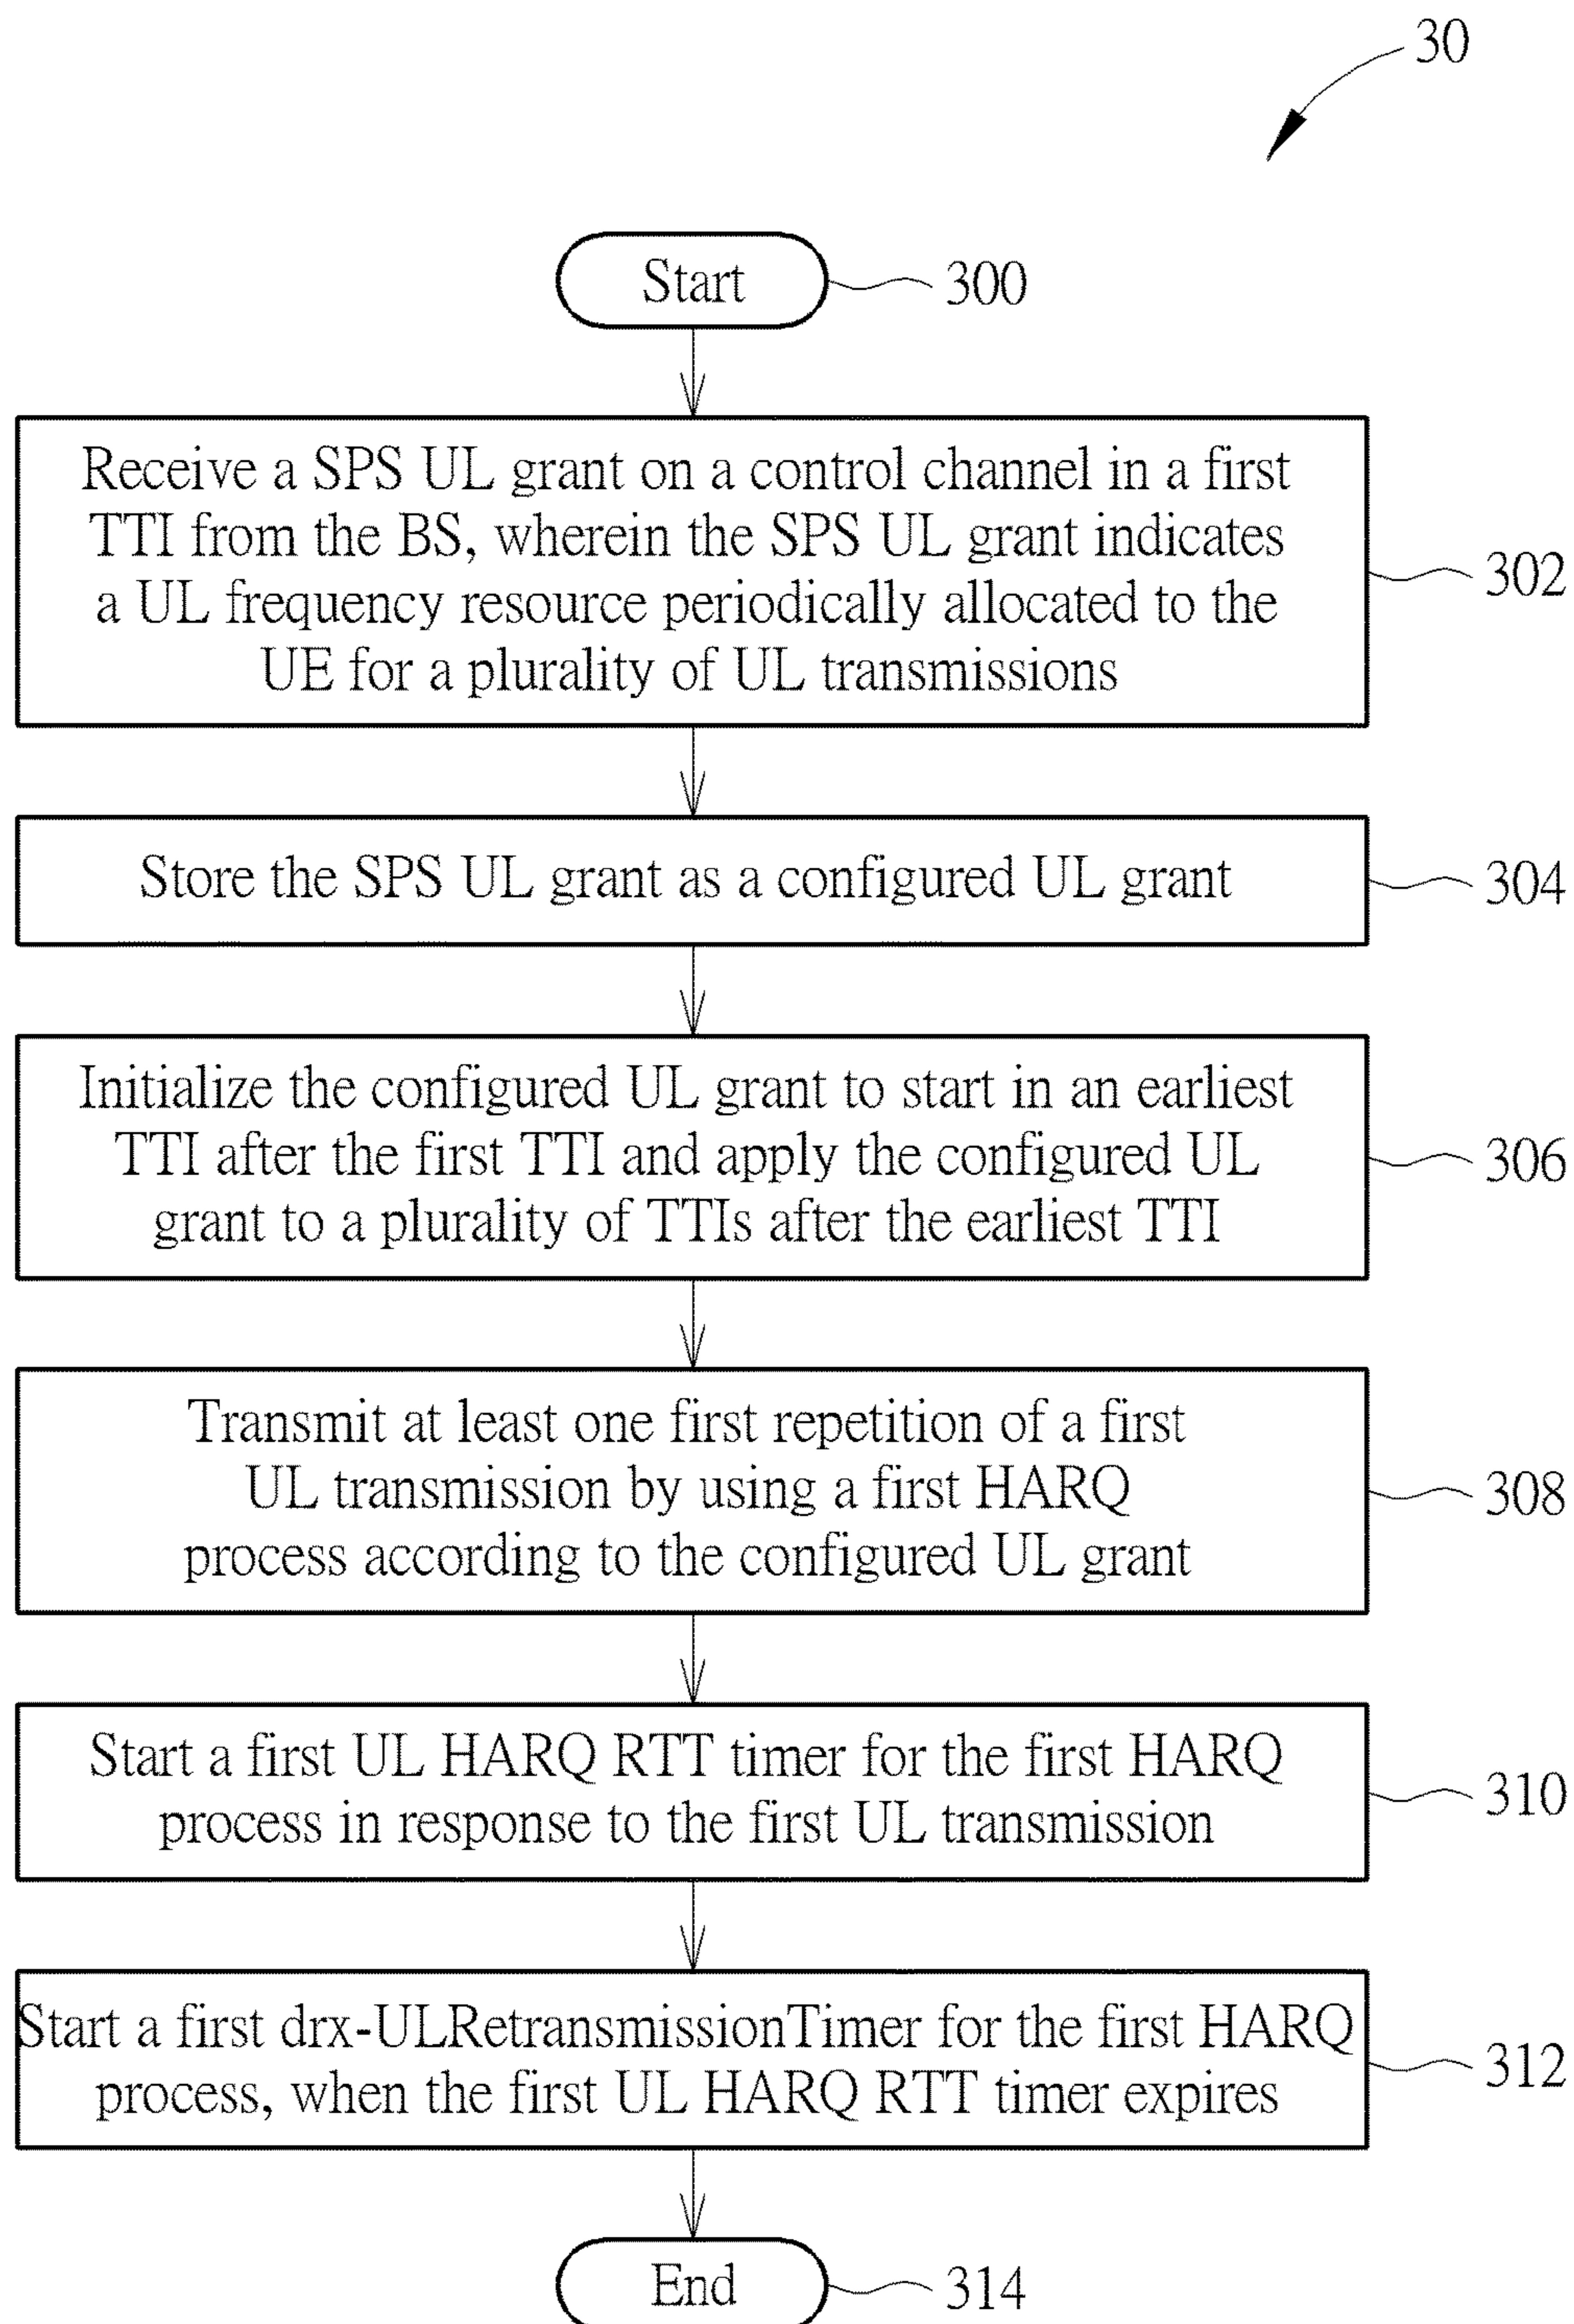 30
Start
300
Receive a SPS UL grant on a control channel in a first
TTI from the BS, wherein the SPS UL grant indicates
a UL frequency resource periodically allocated to the
UE for a plurality of UL transmissions
302
Store the SPS UL grant as a configured UL grant
304
Initialize the configured UL grant to start in an earliest
TTI after the first TTI and apply the configured UL
grant to a plurality of TTIs after the earliest TTI
306
Transmit at least one first repetition of a first
UL transmission by using a first HARQ
process according to the configured UL grant
308
Start a first UL HARQ RTT timer for the first HARQ
process in response to the first UL transmission
310
Start a first drx-ULRetransmissionTimer for the first HARQ
process, when the first UL HARQ RTT timer expires
312
End
314